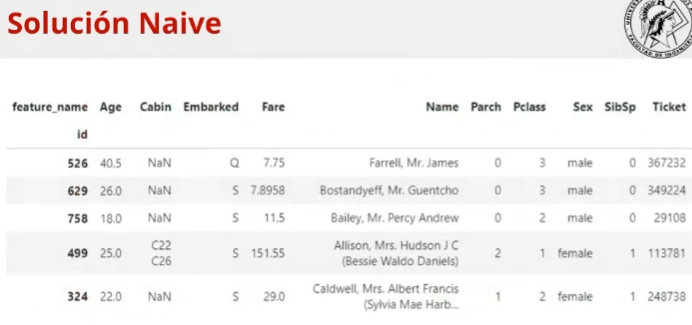 Solución Naive
feature_name Age Cabin Embarked Fare Name Parch Pclass Sex SibSp Ticket
id
526 40.5 NaN Q 7.75 Farrell, Mr. James 0 3 male 0 367232
629 26.0 NaN S 7.8958 Bostandyeff, Mr. Guentcho 0 3 male 0 349224
758 18.0 NaN S 11.5 Bailey, Mr. Percy Andrew 0 2 male 0 29108
499 25.0 C22 C26 S 151.55 Allison, Mrs. Hudson J C (Bessie Waldo Daniels) 2 1 female 1 113781
324 22.0 NaN S 29.0 Caldwell, Mrs. Albert Francis (Sylvia Mae Harb... 1 2 female 1 248738